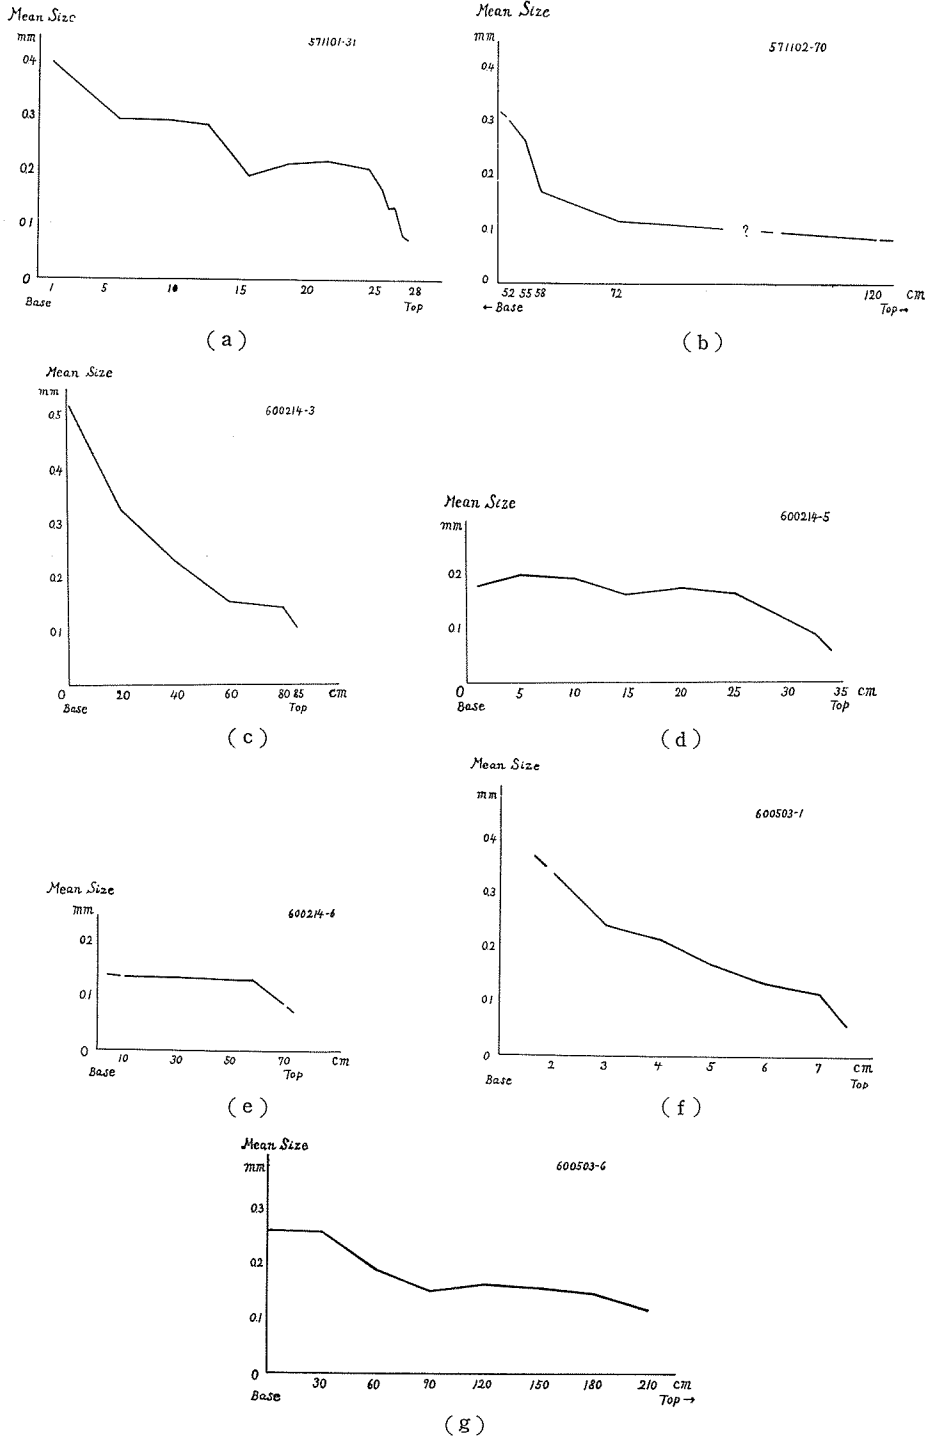 Mean Size
mm
571101-31
0.4
0.3
0.2
0.1
0
1 5 10 15 20 25 28
Base Top
(a)
Mean Size
mm
571102-70
0.4
0.3
0.2
0.1
?
0
52 55 58 72 120 cm
←Base Top→
(b)
Mean Size
mm
600214-3
0.5
0.4
0.3
0.2
0.1
0 20 40 60 80 85 cm
Base Top
(c)
Mean Size
mm
600214-5
0.2
0.1
0 5 10 15 20 25 30 35 cm
Base Top
(d)
Mean Size
mm
600214-6
0.2
0.1
0
10 30 50 70 cm
Base Top
(e)
Mean Size
mm
600503-1
0.4
0.3
0.2
0.1
0
2 3 4 5 6 7 cm
Base Top
(f)
Mean Size
mm
600503-6
0.3
0.2
0.1
0
30 60 90 120 150 180 210 cm
Base Top→
(g)